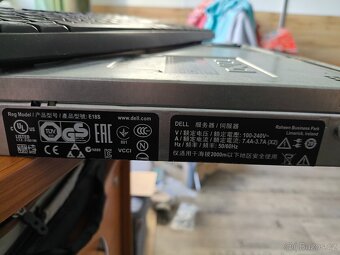 Reg Model / 产品型号 / 產品型號 : E18S
www.dell.com
VCCI
EAC
GS
DELL 服务器 / 伺服器
V / 额定电压 / 額定電壓 : 100-240V~
A / 额定电流 / 額定電流 : 7.4A-3.7A (X2)
Hz / 频率 / 頻率 : 50/60Hz
仅适用于海拔2000m以下地区安全使用
Raheen Business Park
Limerick, Ireland